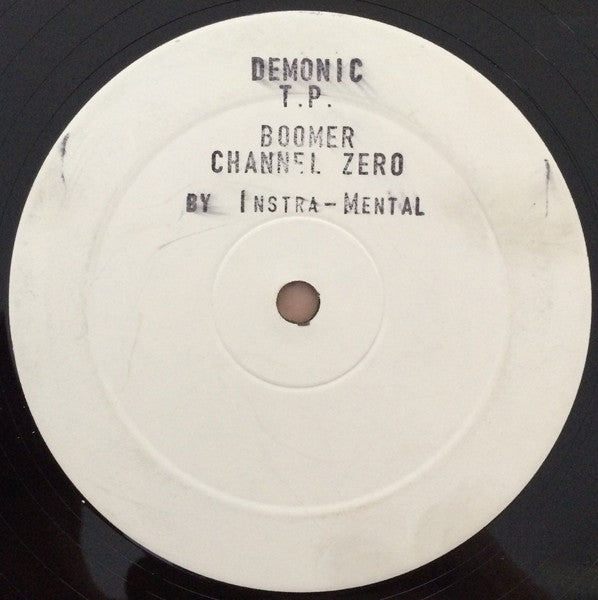 DEMONIC
T.P.
BOOMER
CHANNEL ZERO
BY INSTRA-MENTAL